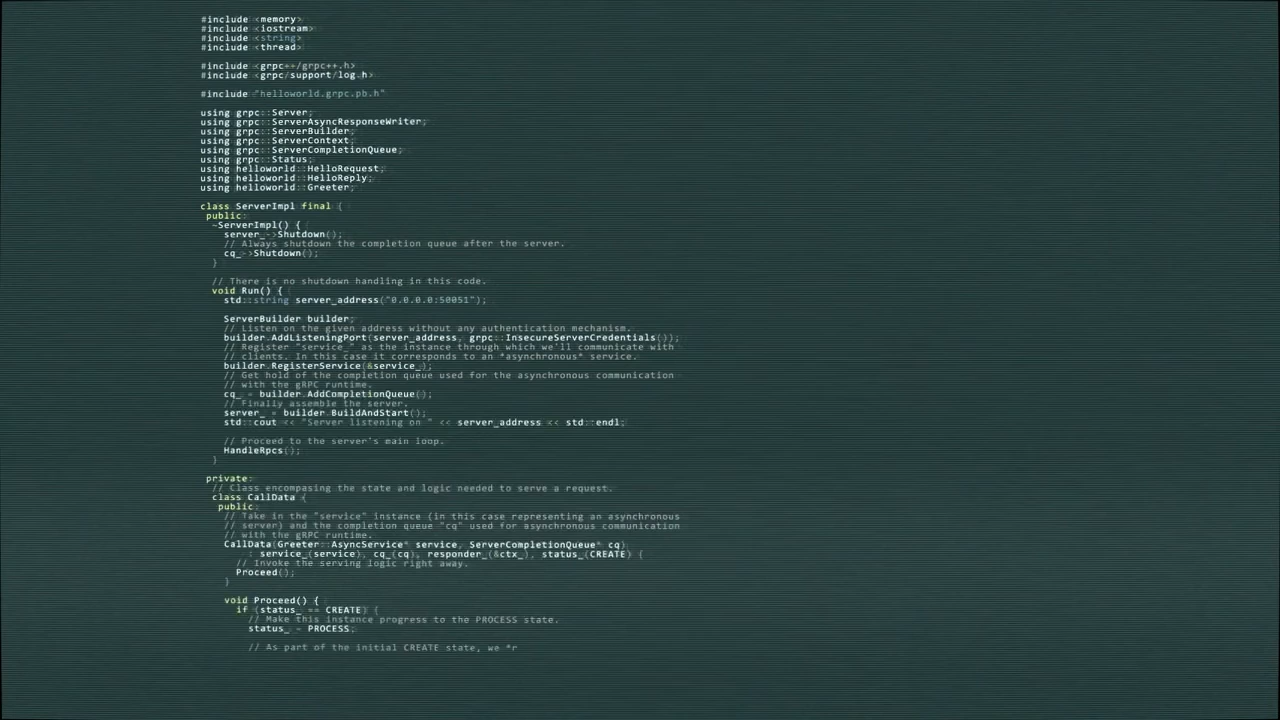 #include <memory>
#include <iostream>
#include <string>
#include <thread>

#include <grpc++/grpc++.h>
#include <grpc/support/log.h>

#include "helloworld.grpc.pb.h"

using grpc::Server;
using grpc::ServerAsyncResponseWriter;
using grpc::ServerBuilder;
using grpc::ServerContext;
using grpc::ServerCompletionQueue;
using grpc::Status;
using helloworld::HelloRequest;
using helloworld::HelloReply;
using helloworld::Greeter;

class ServerImpl final {
public:
~ServerImpl() {
server_->Shutdown();
// Always shutdown the completion queue after the server.
cq_->Shutdown();
}

// There is no shutdown handling in this code.
void Run() {
std::string server_address("0.0.0.0:50051");

ServerBuilder builder;
// Listen on the given address without any authentication mechanism.
builder.AddListeningPort(server_address, grpc::InsecureServerCredentials());
// Register "service_" as the instance through which we'll communicate with
// clients. In this case it corresponds to an *asynchronous* service.
builder.RegisterService(&service_);
// Get hold of the completion queue used for the asynchronous communication
// with the gRPC runtime.
cq_ = builder.AddCompletionQueue();
// Finally assemble the server.
server_ = builder.BuildAndStart();
std::cout << "Server listening on " << server_address << std::endl;

// Proceed to the server's main loop.
HandleRpcs();
}

private:
// Class encompasing the state and logic needed to serve a request.
class CallData {
public:
// Take in the "service" instance (in this case representing an asynchronous
// server) and the completion queue "cq" used for asynchronous communication
// with the gRPC runtime.
CallData(Greeter::AsyncService* service, ServerCompletionQueue* cq)
: service_(service), cq_(cq), responder_(&ctx_), status_(CREATE) {
// Invoke the serving logic right away.
Proceed();
}

void Proceed() {
if (status_ == CREATE) {
// Make this instance progress to the PROCESS state.
status_ = PROCESS;

// As part of the initial CREATE state, we *r